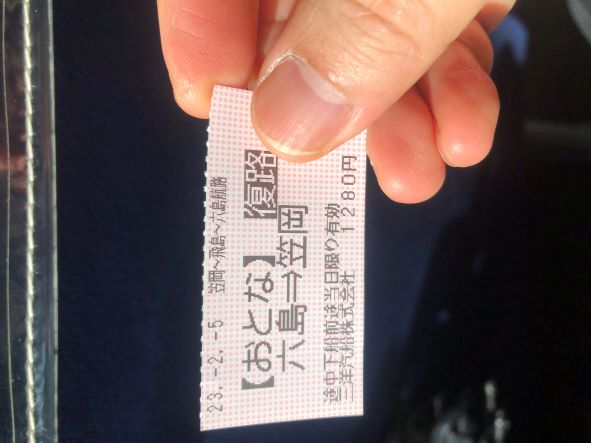 23.-2.-5 笠岡~飛島~六島航路
【おとな】復路
六島⇒笠岡
途中下船前途当日限り有効
三洋汽船株式会社 1280円